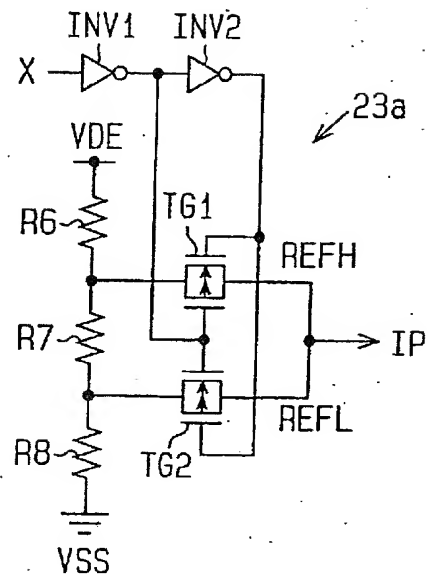 INV1 INV2
X
23a
VDE
TG1
R6
REFH
R7
IP
REFL
R8
TG2
VSS